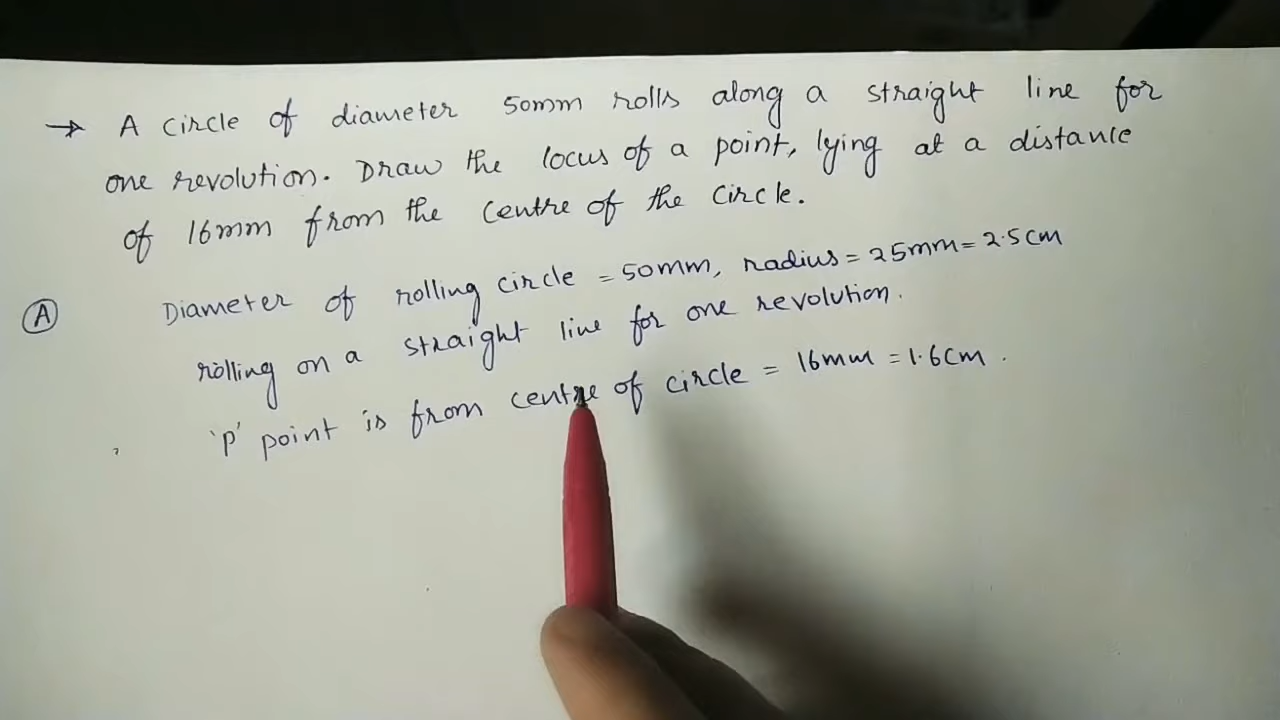 → A circle of diameter 50mm rolls along a straight line for
one revolution. Draw the locus of a point, lying at a distance
of 16mm from the centre of the circle.
Ⓐ Diameter of rolling circle = 50mm, radius = 25mm = 2.5cm
rolling on a straight line for one revolution.
'P' point is from centre of circle = 16mm = 1.6cm.